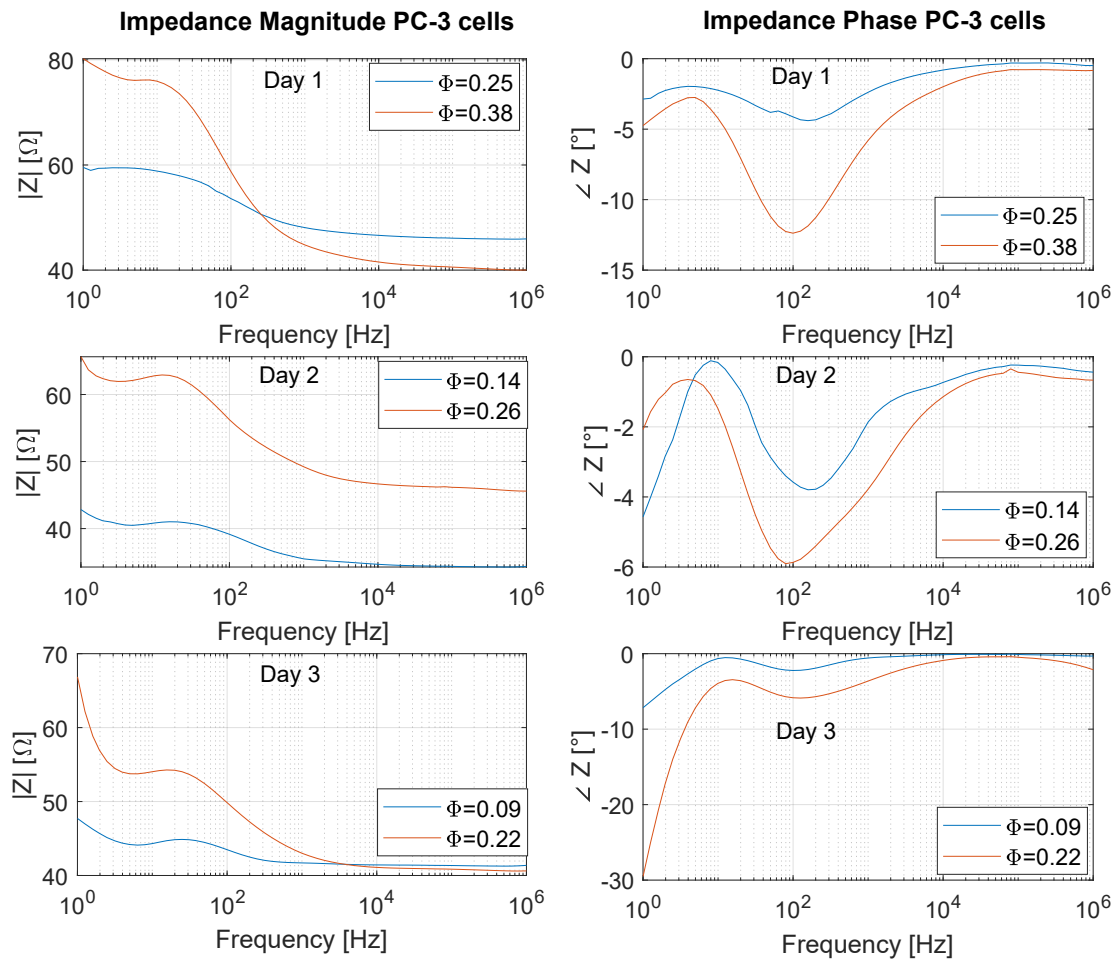 Impedance Magnitude PC-3 cells
Impedance Phase PC-3 cells
80
60
40
|Z| [Ω]
Day 1
Φ=0.25
Φ=0.38
10^0
10^2
10^4
10^6
Frequency [Hz]
0
-5
-10
-15
∠ Z [°]
Day 1
Φ=0.25
Φ=0.38
10^0
10^2
10^4
10^6
Frequency [Hz]
60
50
40
|Z| [Ω]
Day 2
Φ=0.14
Φ=0.26
10^0
10^2
10^4
10^6
Frequency [Hz]
0
-2
-4
-6
∠ Z [°]
Day 2
Φ=0.14
Φ=0.26
10^0
10^2
10^4
10^6
Frequency [Hz]
70
60
50
40
|Z| [Ω]
Day 3
Φ=0.09
Φ=0.22
10^0
10^2
10^4
10^6
Frequency [Hz]
0
-10
-20
-30
∠ Z [°]
Day 3
Φ=0.09
Φ=0.22
10^0
10^2
10^4
10^6
Frequency [Hz]